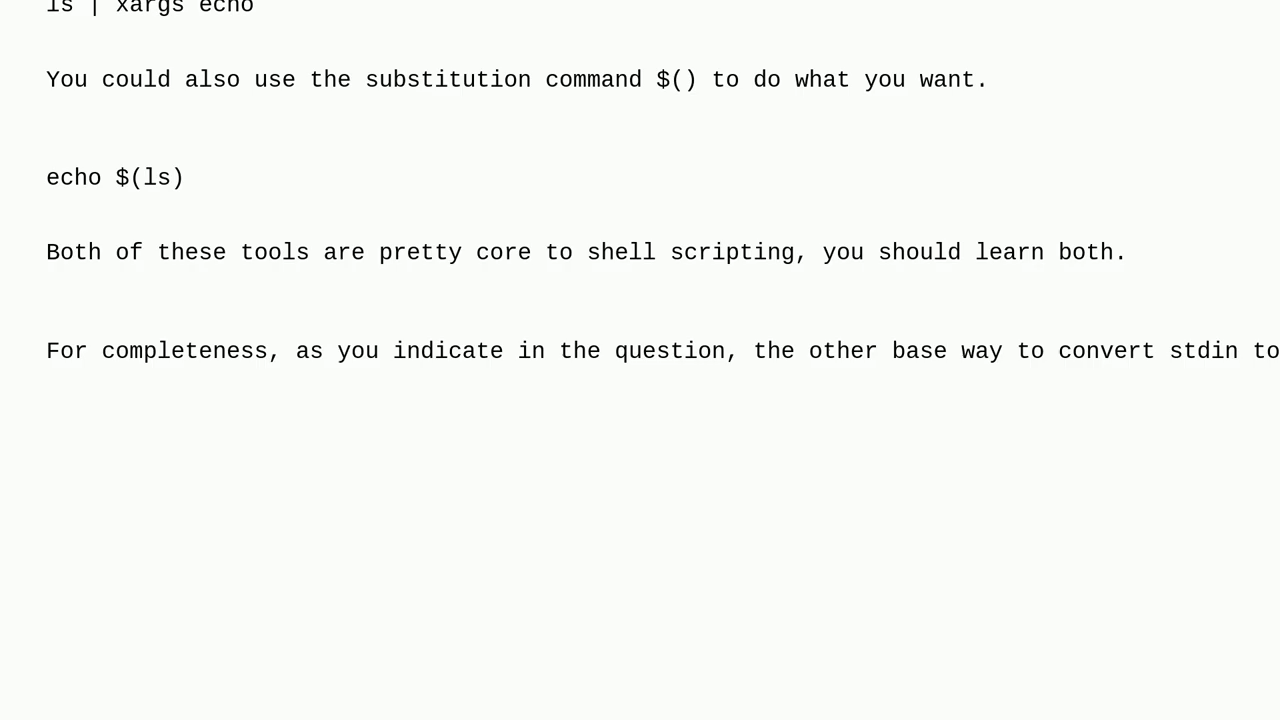 ls | xargs echo
You could also use the substitution command $() to do what you want.
echo $(ls)
Both of these tools are pretty core to shell scripting, you should learn both.
For completeness, as you indicate in the question, the other base way to convert stdin to